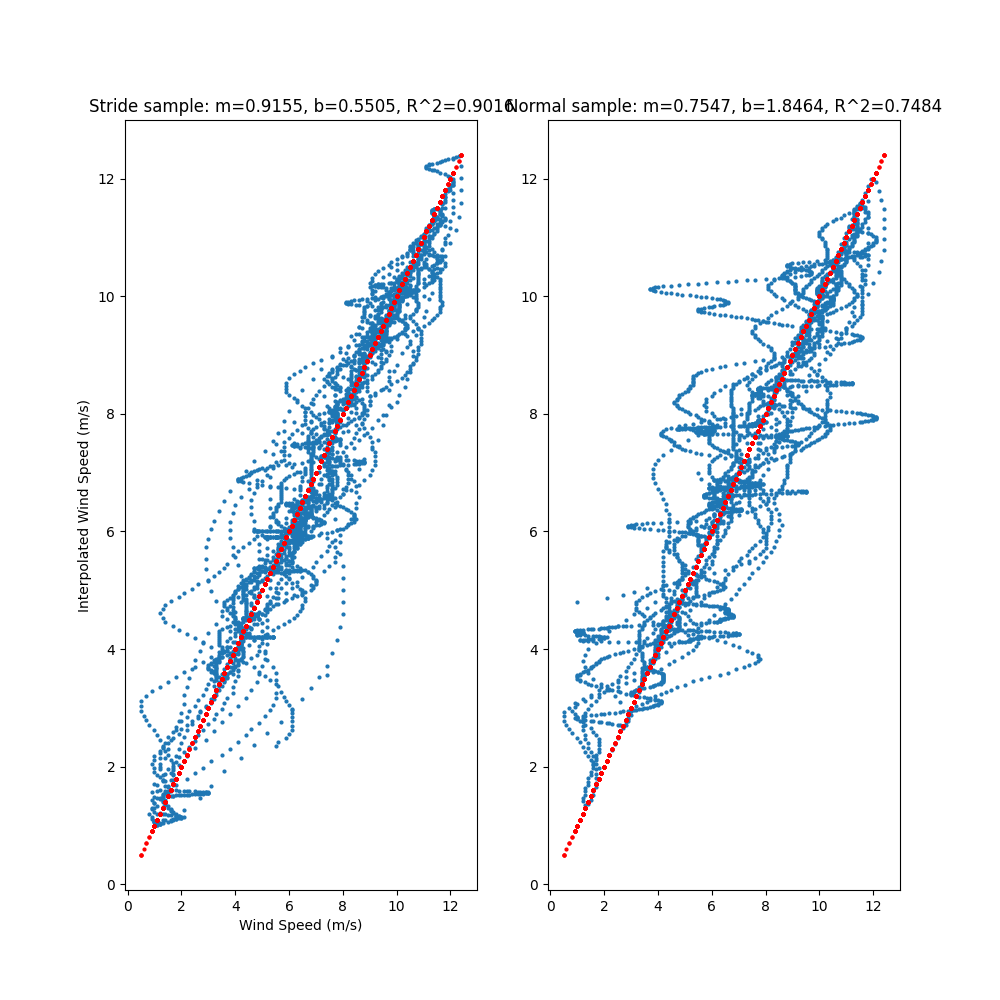 Stride sample: m=0.9155, b=0.5505, R^2=0.9016
Normal sample: m=0.7547, b=1.8464, R^2=0.7484
Interpolated Wind Speed (m/s)
12
10
8
6
4
2
0
0 2 4 6 8 10 12
Wind Speed (m/s)
12
10
8
6
4
2
0
0 2 4 6 8 10 12